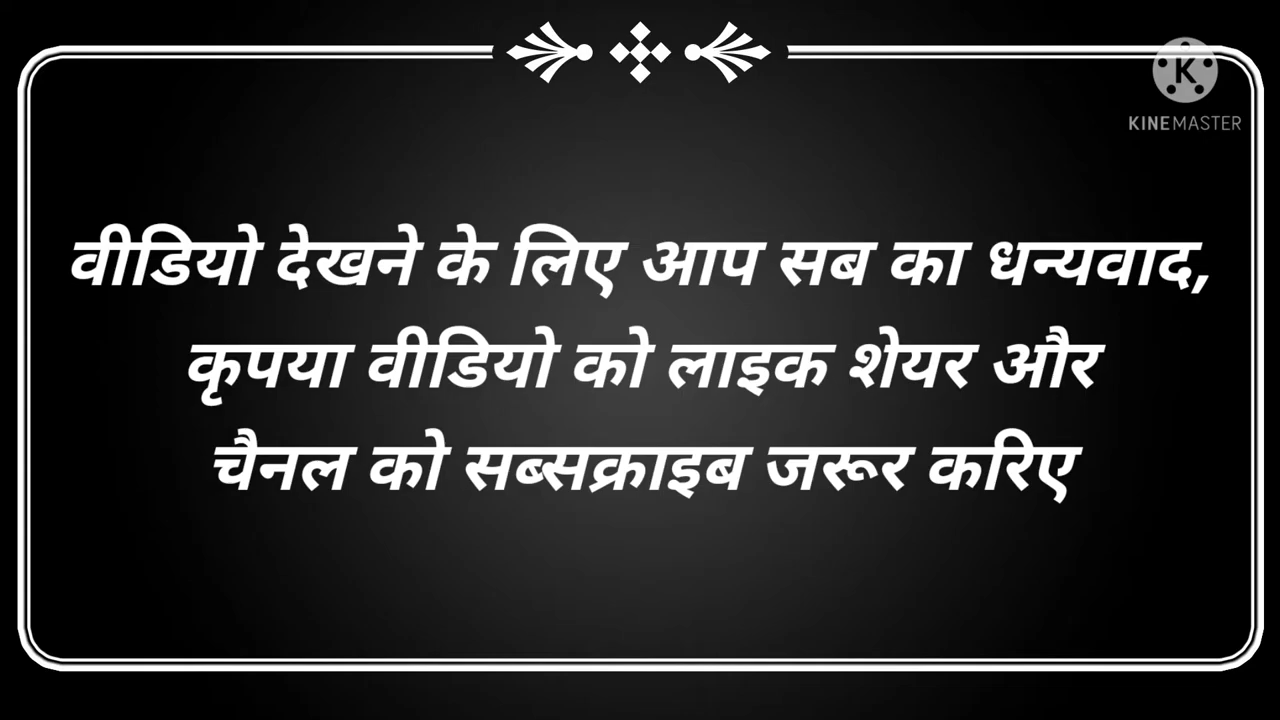 K
KINEMASTER
वीडियो देखने के लिए आप सब का धन्यवाद,
कृपया वीडियो को लाइक शेयर और
चैनल को सब्सक्राइब जरूर करिए